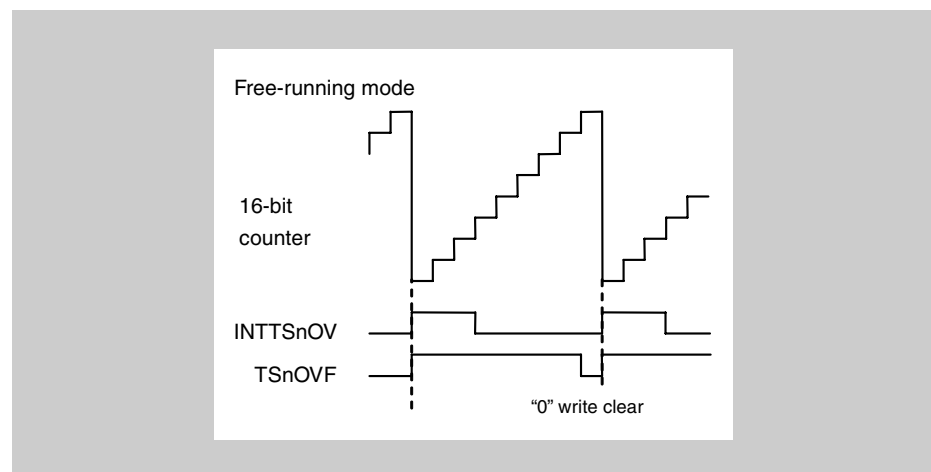 Free-running mode
16-bit
counter
INTTSnOV
TSnOVF
“0” write clear